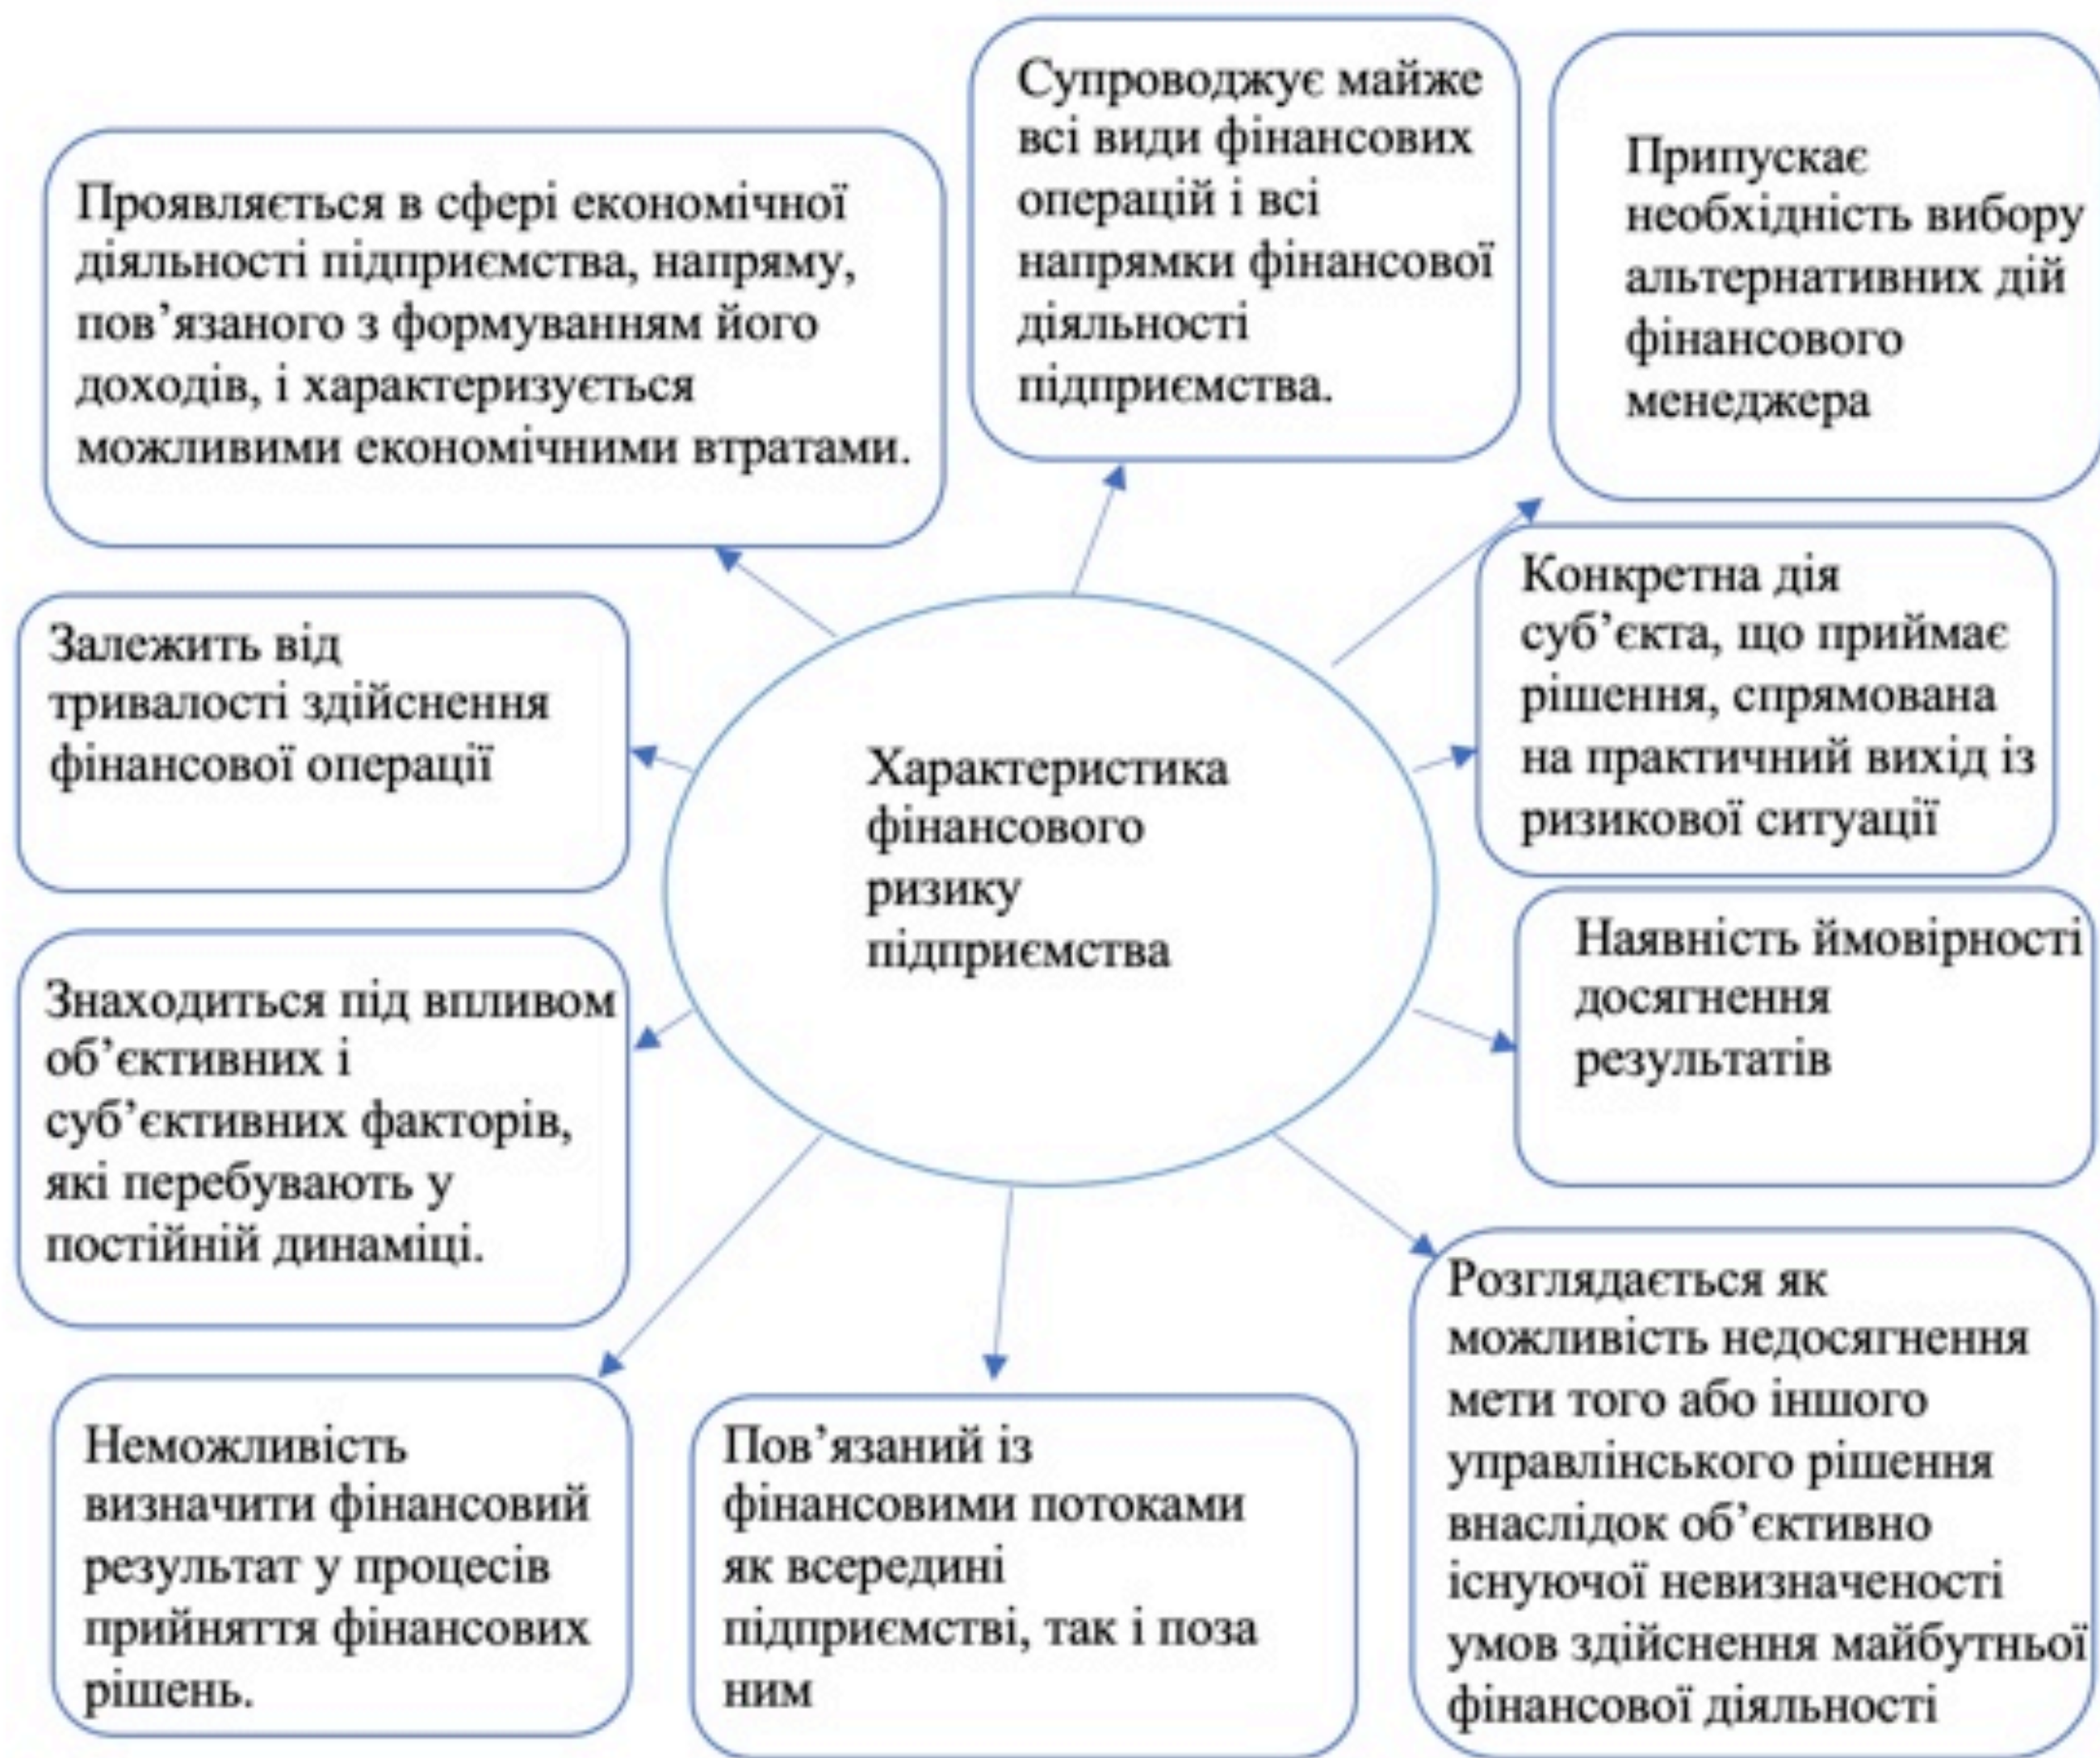 Проявляється в сфері економічної
діяльності підприємства, напряму,
пов’язаного з формуванням його
доходів, і характеризується
можливими економічними втратами.
Супроводжує майже
всі види фінансових
операцій і всі
напрямки фінансової
діяльності
підприємства.
Припускає
необхідність вибору
альтернативних дій
фінансового
менеджера
Залежить від
тривалості здійснення
фінансової операції
Характеристика
фінансового
ризику
підприємства
Конкретна дія
суб’єкта, що приймає
рішення, спрямована
на практичний вихід із
ризикової ситуації
Знаходиться під впливом
об’єктивних і
суб’єктивних факторів,
які перебувають у
постійній динаміці.
Наявність ймовірності
досягнення
результатів
Неможливість
визначити фінансовий
результат у процесів
прийняття фінансових
рішень.
Пов’язаний із
фінансовими потоками
як всередині
підприємстві, так і поза
ним
Розглядається як
можливість недосягнення
мети того або іншого
управлінського рішення
внаслідок об’єктивно
існуючої невизначеності
умов здійснення майбутньої
фінансової діяльності